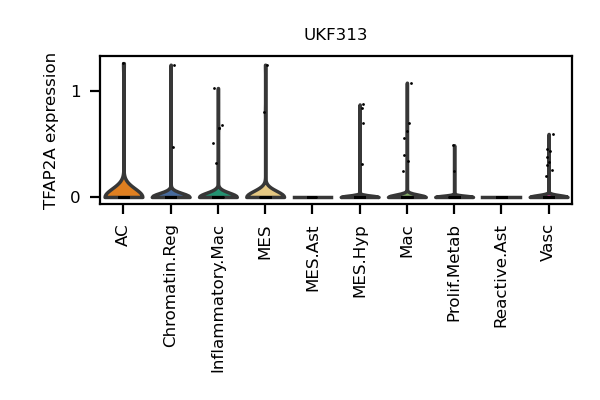 UKF313
TFAP2A expression
1
0
AC
Chromatin.Reg
Inflammatory.Mac
MES
MES.Ast
MES.Hyp
Mac
Prolif.Metab
Reactive.Ast
Vasc